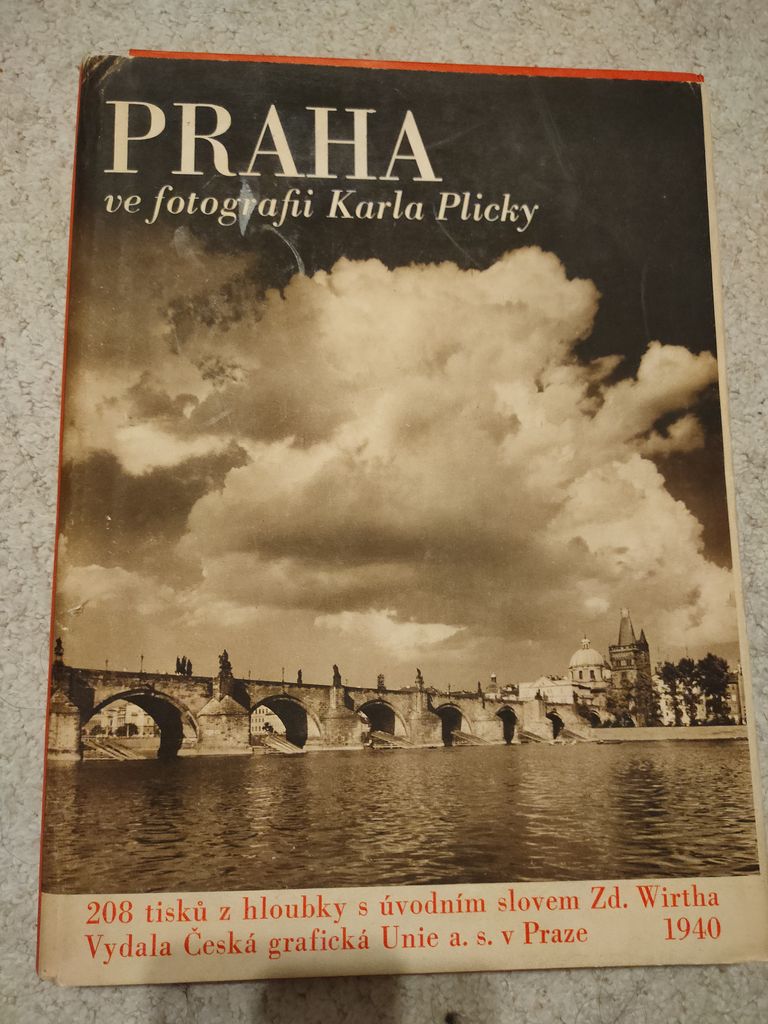 PRAHA
ve fotografii Karla Plicky
208 tisků z hloubky s úvodním slovem Zd. Wirtha
Vydala Česká grafická Unie a. s. v Praze 1940